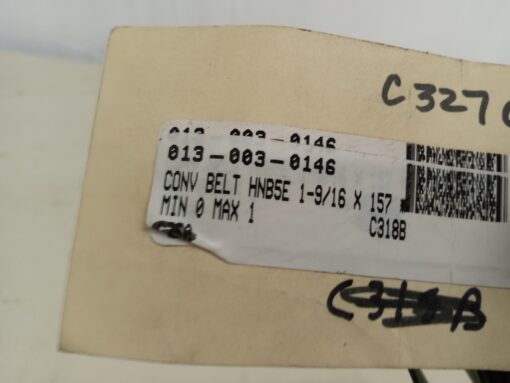 C327
013-003-0146
013-003-0146
CONV BELT HNB5E 1-9/16 X 157
MIN 0 MAX 1 C318B
C318B